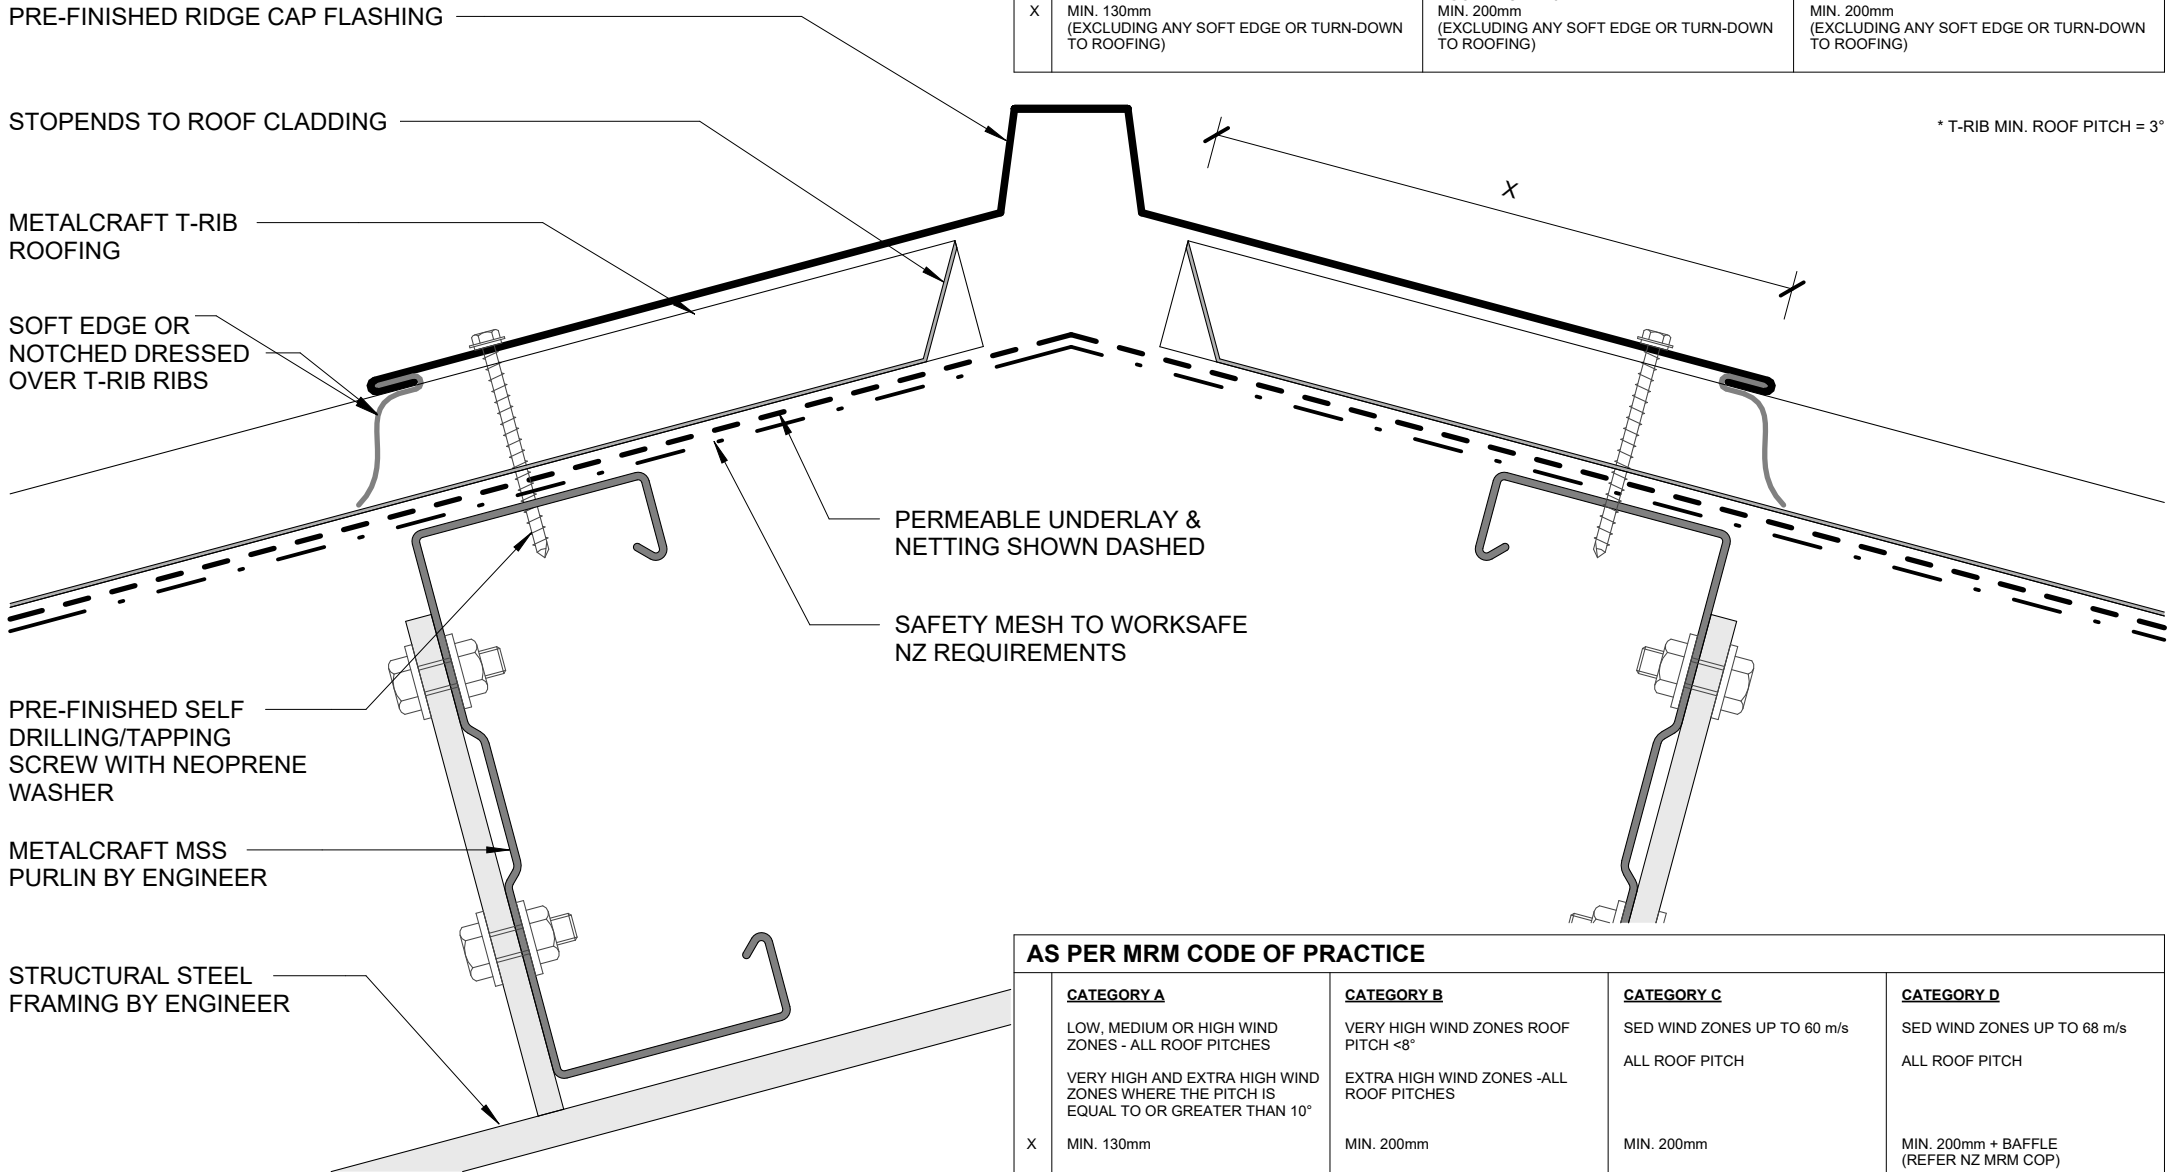 PRE-FINISHED RIDGE CAP FLASHING
X
MIN. 130mm
(EXCLUDING ANY SOFT EDGE OR TURN-DOWN
TO ROOFING)
MIN. 200mm
(EXCLUDING ANY SOFT EDGE OR TURN-DOWN
TO ROOFING)
MIN. 200mm
(EXCLUDING ANY SOFT EDGE OR TURN-DOWN
TO ROOFING)
STOPENDS TO ROOF CLADDING
* T-RIB MIN. ROOF PITCH = 3°
X
METALCRAFT T-RIB
ROOFING
SOFT EDGE OR
NOTCHED DRESSED
OVER T-RIB RIBS
PERMEABLE UNDERLAY &
NETTING SHOWN DASHED
SAFETY MESH TO WORKSAFE
NZ REQUIREMENTS
PRE-FINISHED SELF
DRILLING/TAPPING
SCREW WITH NEOPRENE
WASHER
METALCRAFT MSS
PURLIN BY ENGINEER
STRUCTURAL STEEL
FRAMING BY ENGINEER
AS PER MRM CODE OF PRACTICE
CATEGORY A
LOW, MEDIUM OR HIGH WIND
ZONES - ALL ROOF PITCHES
VERY HIGH AND EXTRA HIGH WIND
ZONES WHERE THE PITCH IS
EQUAL TO OR GREATER THAN 10°
CATEGORY B
VERY HIGH WIND ZONES ROOF
PITCH <8°
EXTRA HIGH WIND ZONES -ALL
ROOF PITCHES
CATEGORY C
SED WIND ZONES UP TO 60 m/s
ALL ROOF PITCH
CATEGORY D
SED WIND ZONES UP TO 68 m/s
ALL ROOF PITCH
X
MIN. 130mm
MIN. 200mm
MIN. 200mm
MIN. 200mm + BAFFLE
(REFER NZ MRM COP)